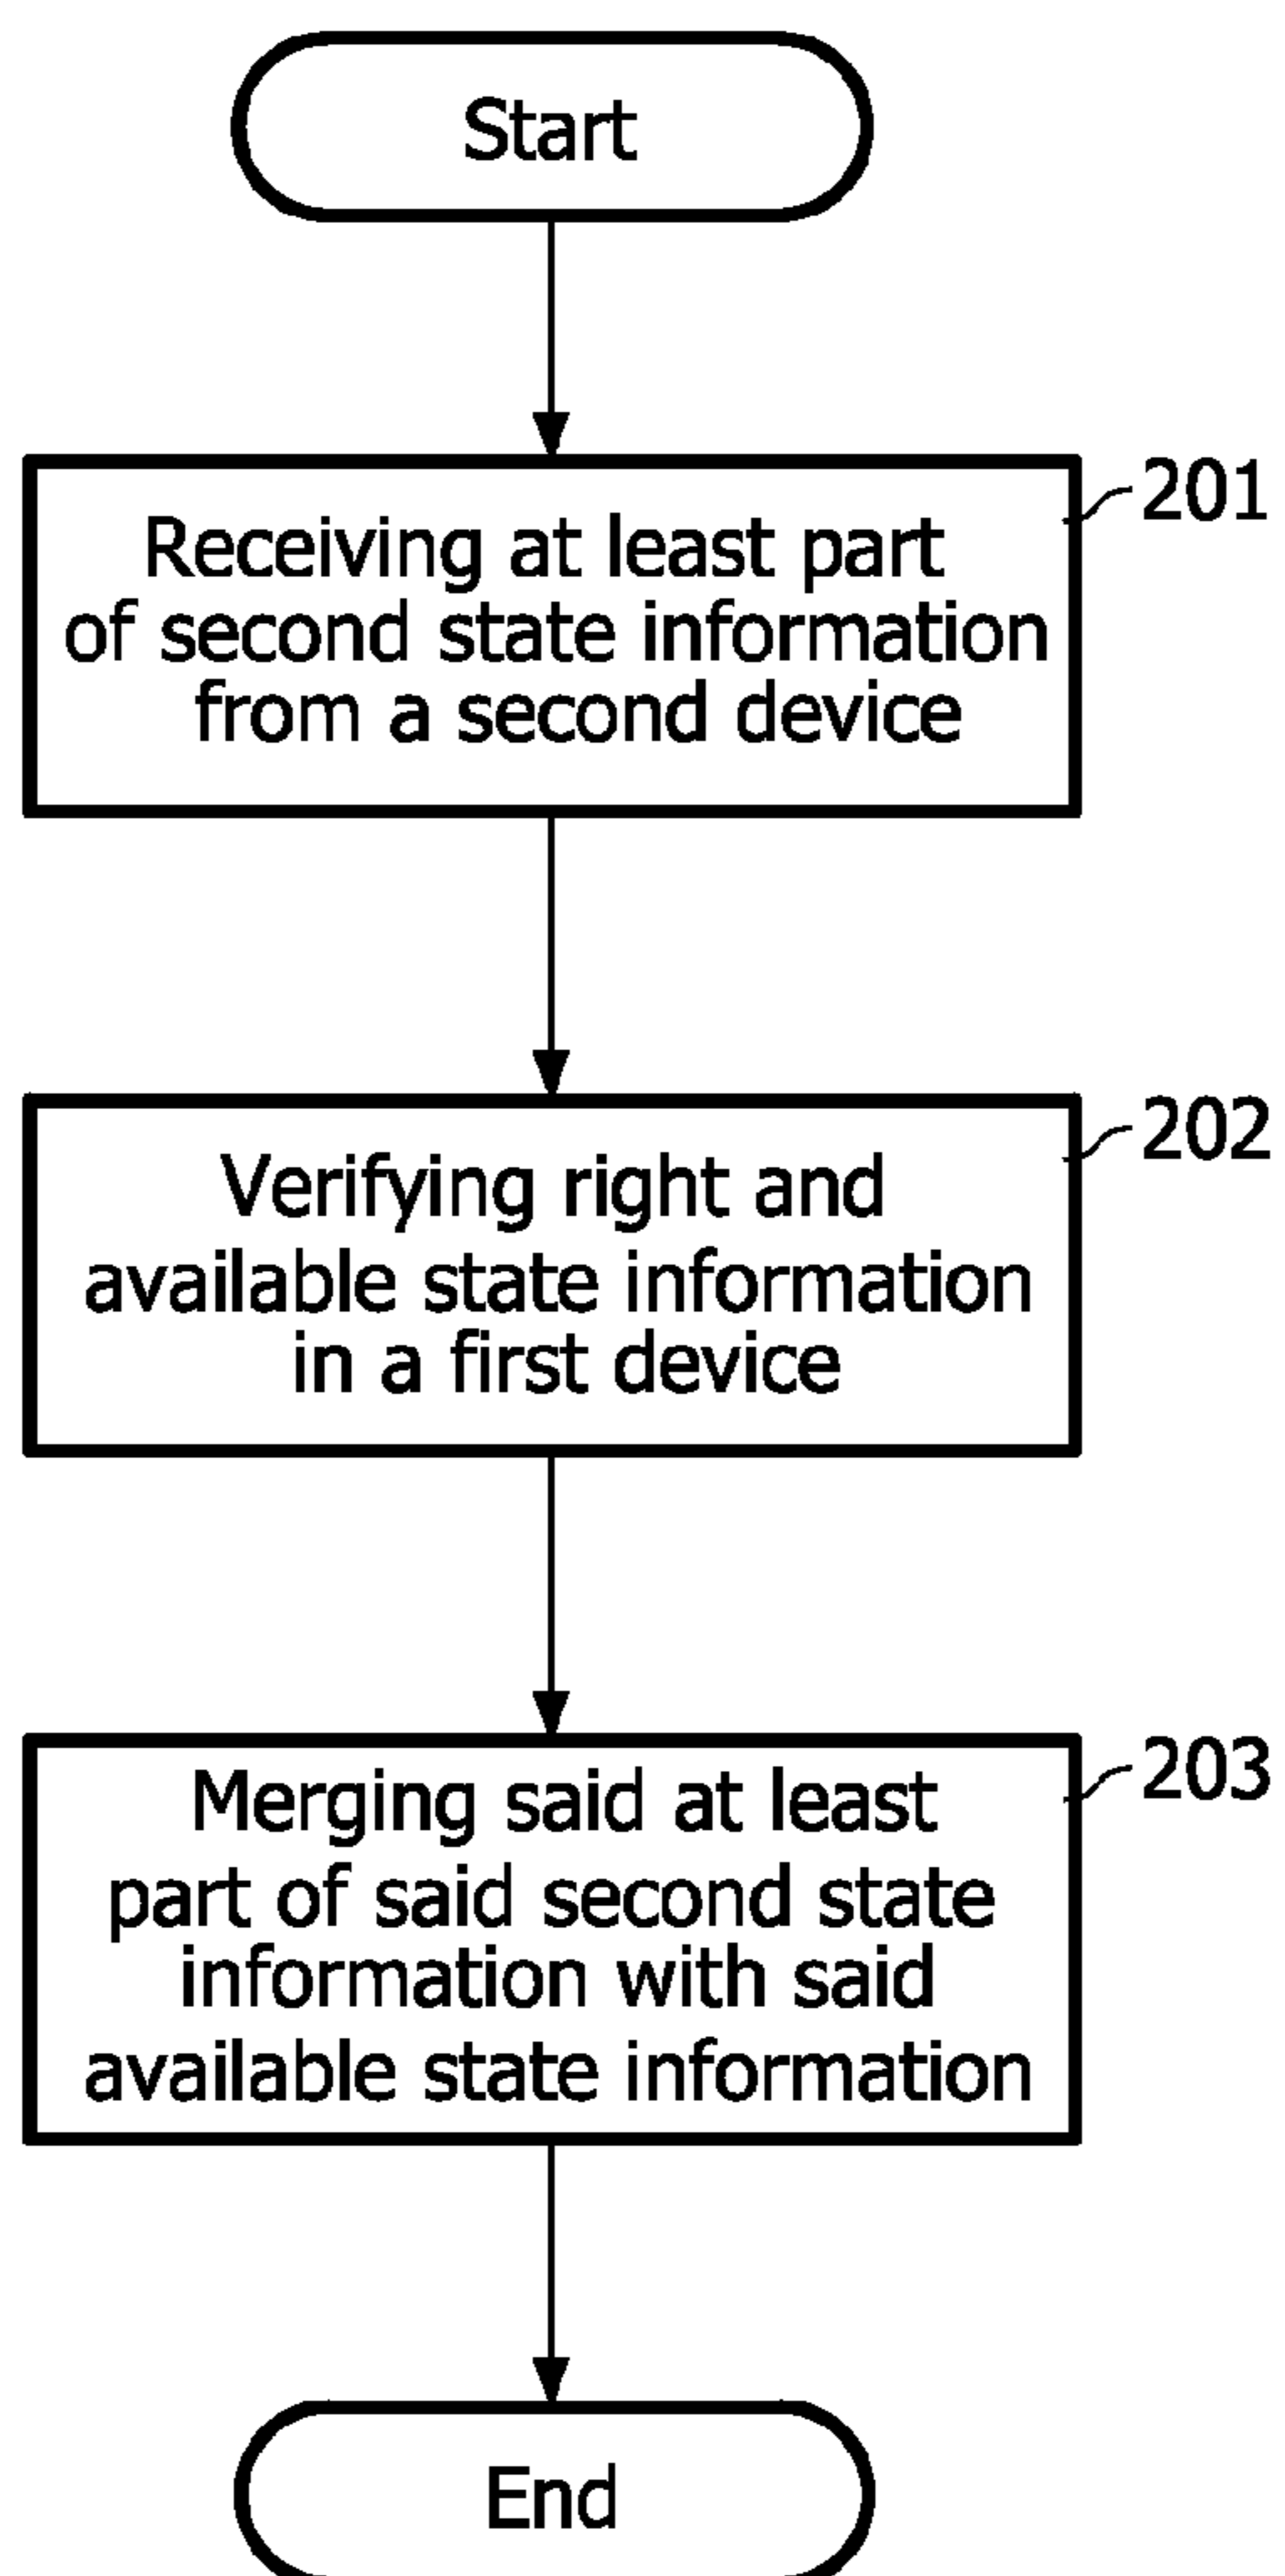 Start
201
Receiving at least part
of second state information
from a second device
202
Verifying right and
available state information
in a first device
203
Merging said at least
part of said second state
information with said
available state information
End